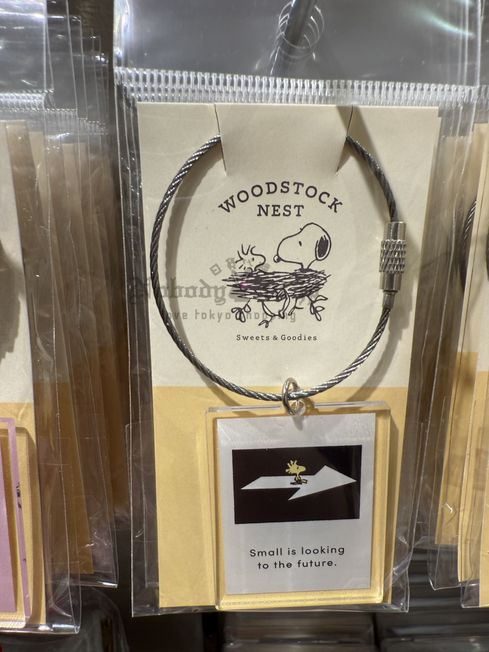 WOODSTOCK
NEST
Sweets & Goodies
Small is looking
to the future.